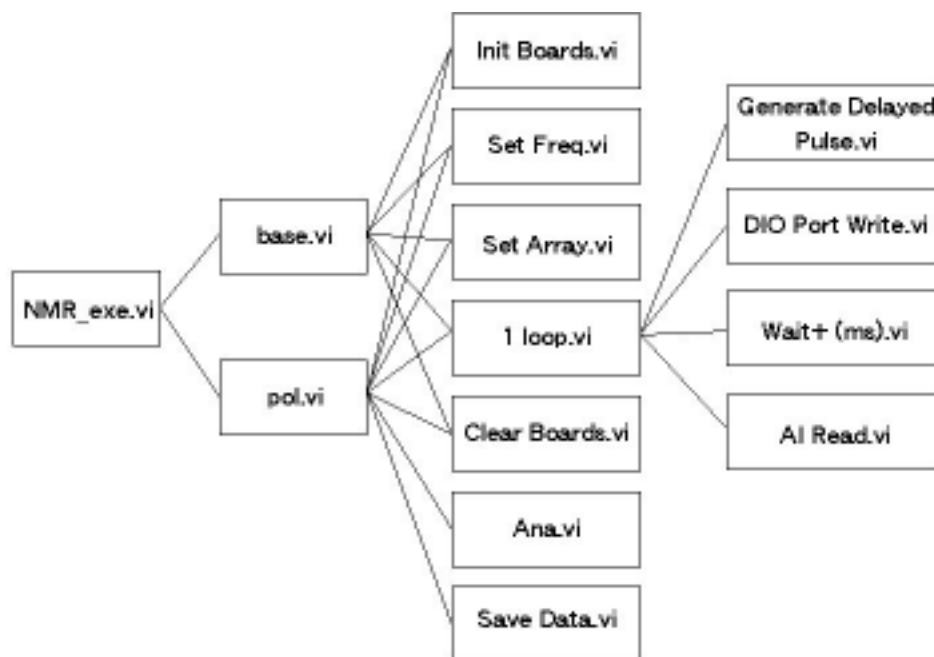 NMR_exe.vi
base.vi
pol.vi
Init Boards.vi
Set Freq.vi
Set Array.vi
1 loop.vi
Clear Boards.vi
Ana.vi
Save Data.vi
Generate Delayed
Pulse.vi
DIO Port Write.vi
Wait+ (ms).vi
AI Read.vi